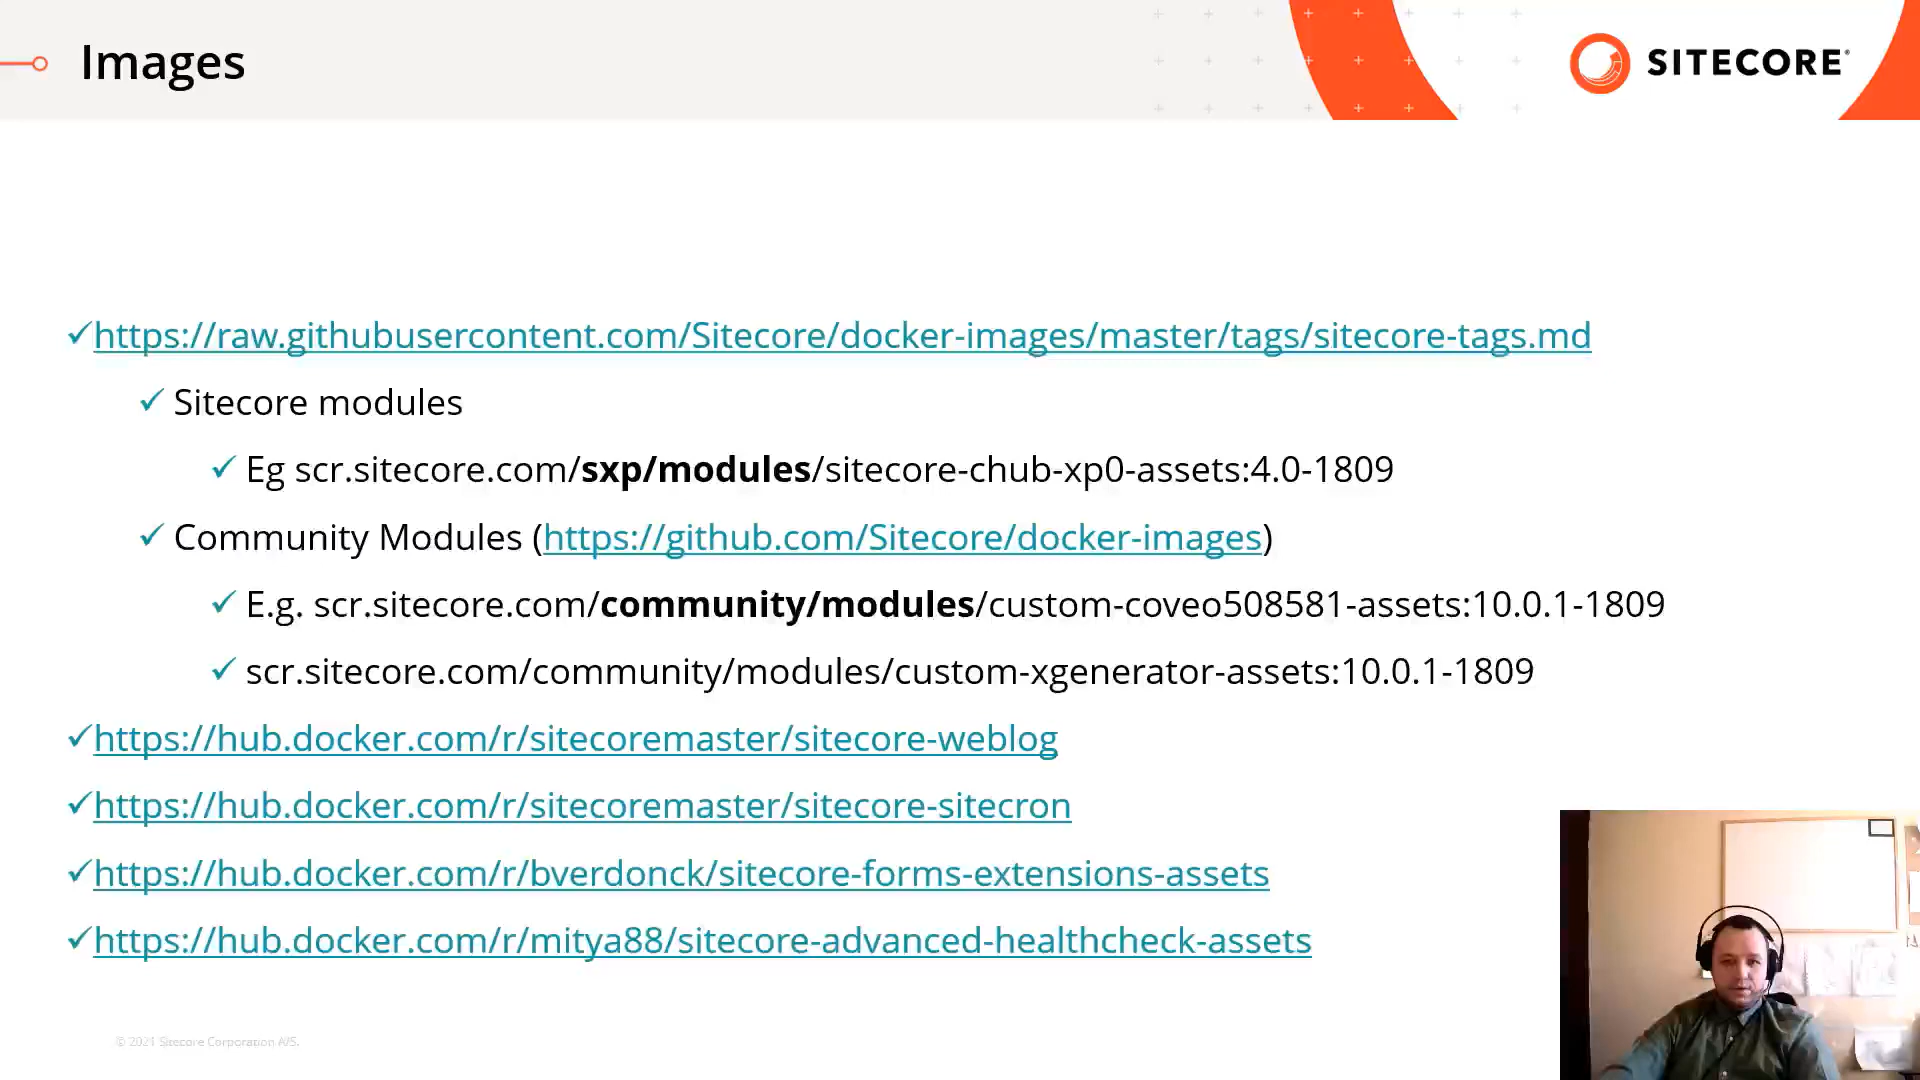 Images
SITECORE
https://raw.githubusercontent.com/Sitecore/docker-images/master/tags/sitecore-tags.md
Sitecore modules
Eg scr.sitecore.com/sxp/modules/sitecore-chub-xp0-assets:4.0-1809
Community Modules (https://github.com/Sitecore/docker-images)
E.g. scr.sitecore.com/community/modules/custom-coveo508581-assets:10.0.1-1809
scr.sitecore.com/community/modules/custom-xgenerator-assets:10.0.1-1809
https://hub.docker.com/r/sitecoremaster/sitecore-weblog
https://hub.docker.com/r/sitecoremaster/sitecore-sitecron
https://hub.docker.com/r/bverdonck/sitecore-forms-extensions-assets
https://hub.docker.com/r/mitya88/sitecore-advanced-healthcheck-assets
© 2021 Sitecore Corporation A/S.